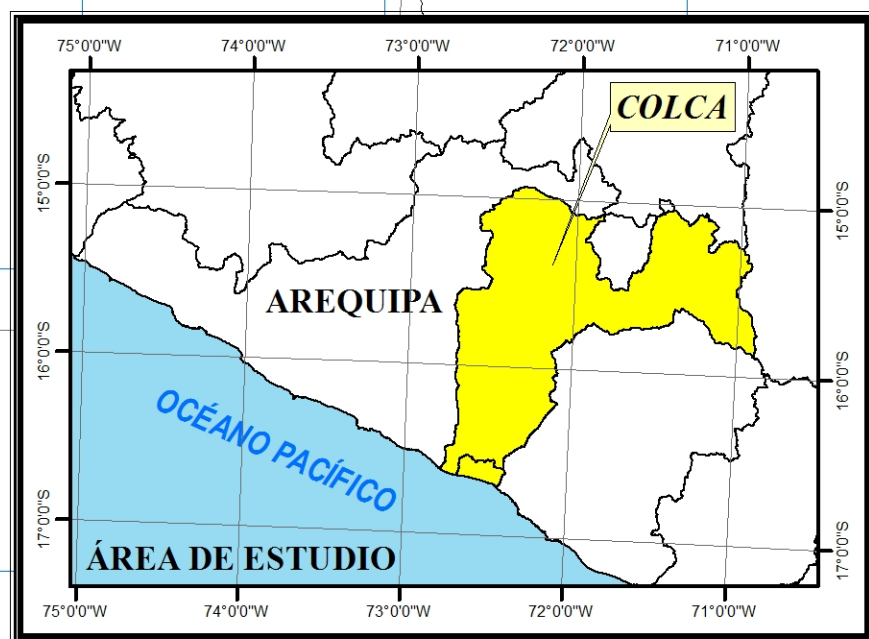 75°0'0"W 74°0'0"W 73°0'0"W 72°0'0"W 71°0'0"W
COLCA
15°0'0"S 15°0'0"S
AREQUIPA
16°0'0"S 16°0'0"S
OCÉANO PACÍFICO
17°0'0"S 17°0'0"S
ÁREA DE ESTUDIO
75°0'0"W 74°0'0"W 73°0'0"W 72°0'0"W 71°0'0"W